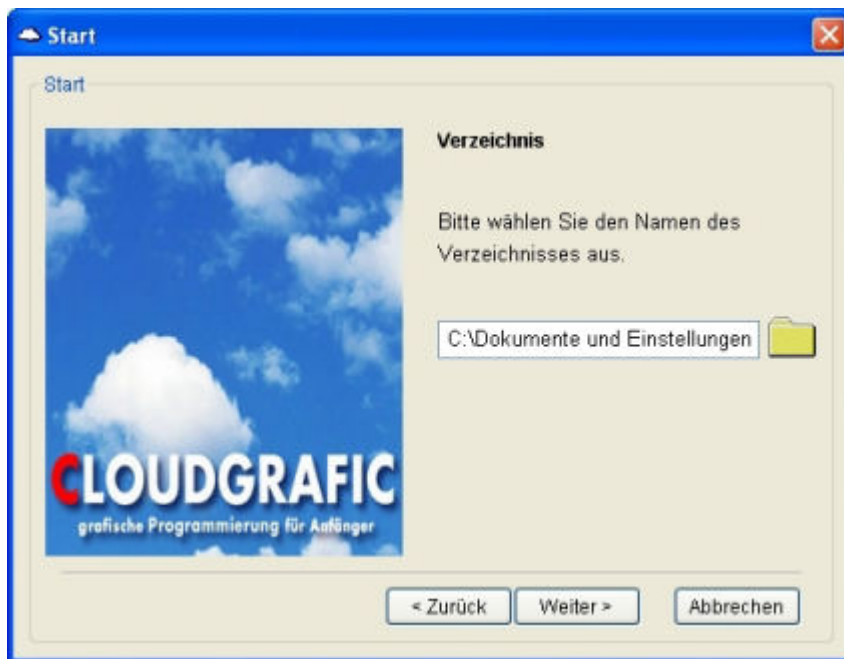 Start
Start
Verzeichnis
Bitte wählen Sie den Namen des
Verzeichnisses aus.
C:\Dokumente und Einstellungen
CLOUDGRAFIC
grafische Programmierung für Anfänger
< Zurück
Weiter >
Abbrechen